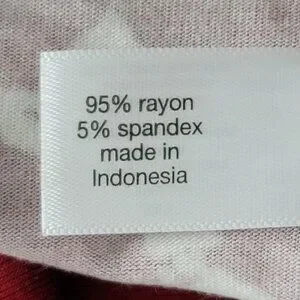 95% rayon
5% spandex
made in
Indonesia